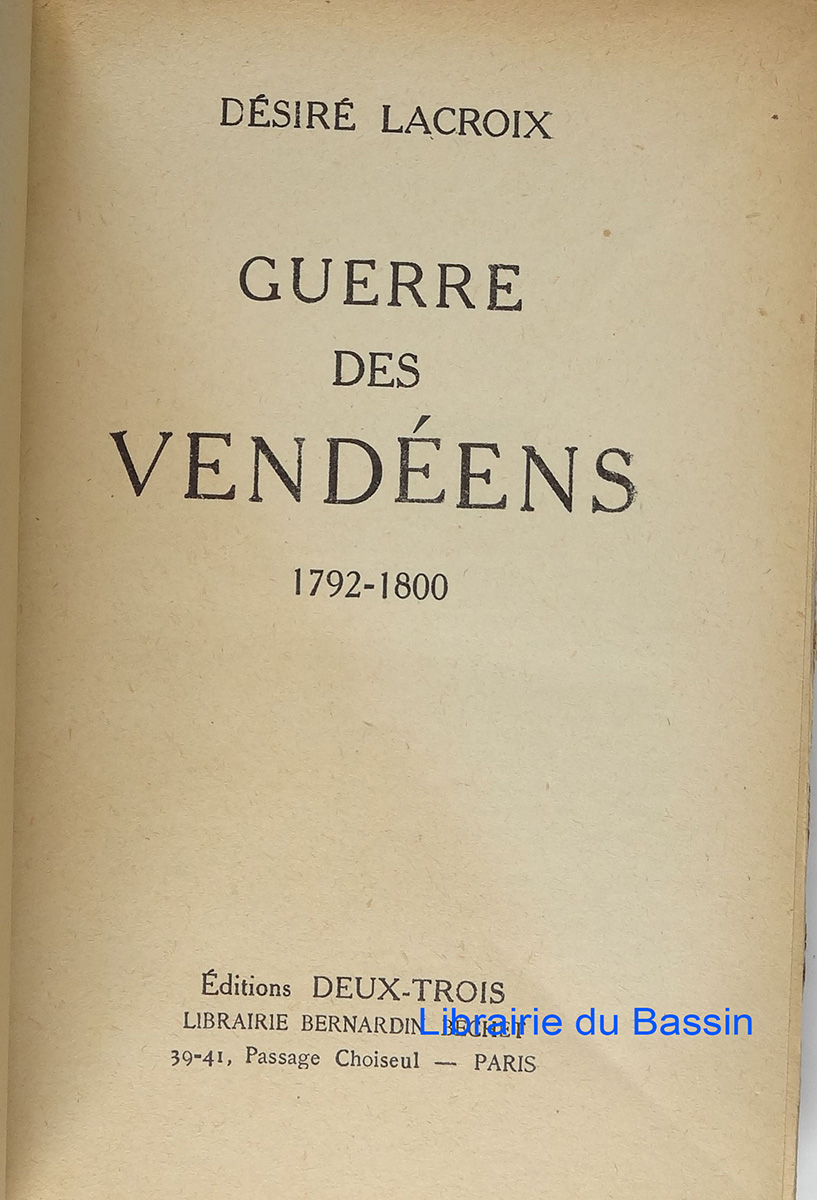 DÉSIRÉ LACROIX
GUERRE
DES
VENDÉENS
1792-1800
Éditions DEUX-TROIS
LIBRAIRIE BERNARDIN BÉCHET
Librairie du Bassin
39-41, Passage Choiseul — PARIS